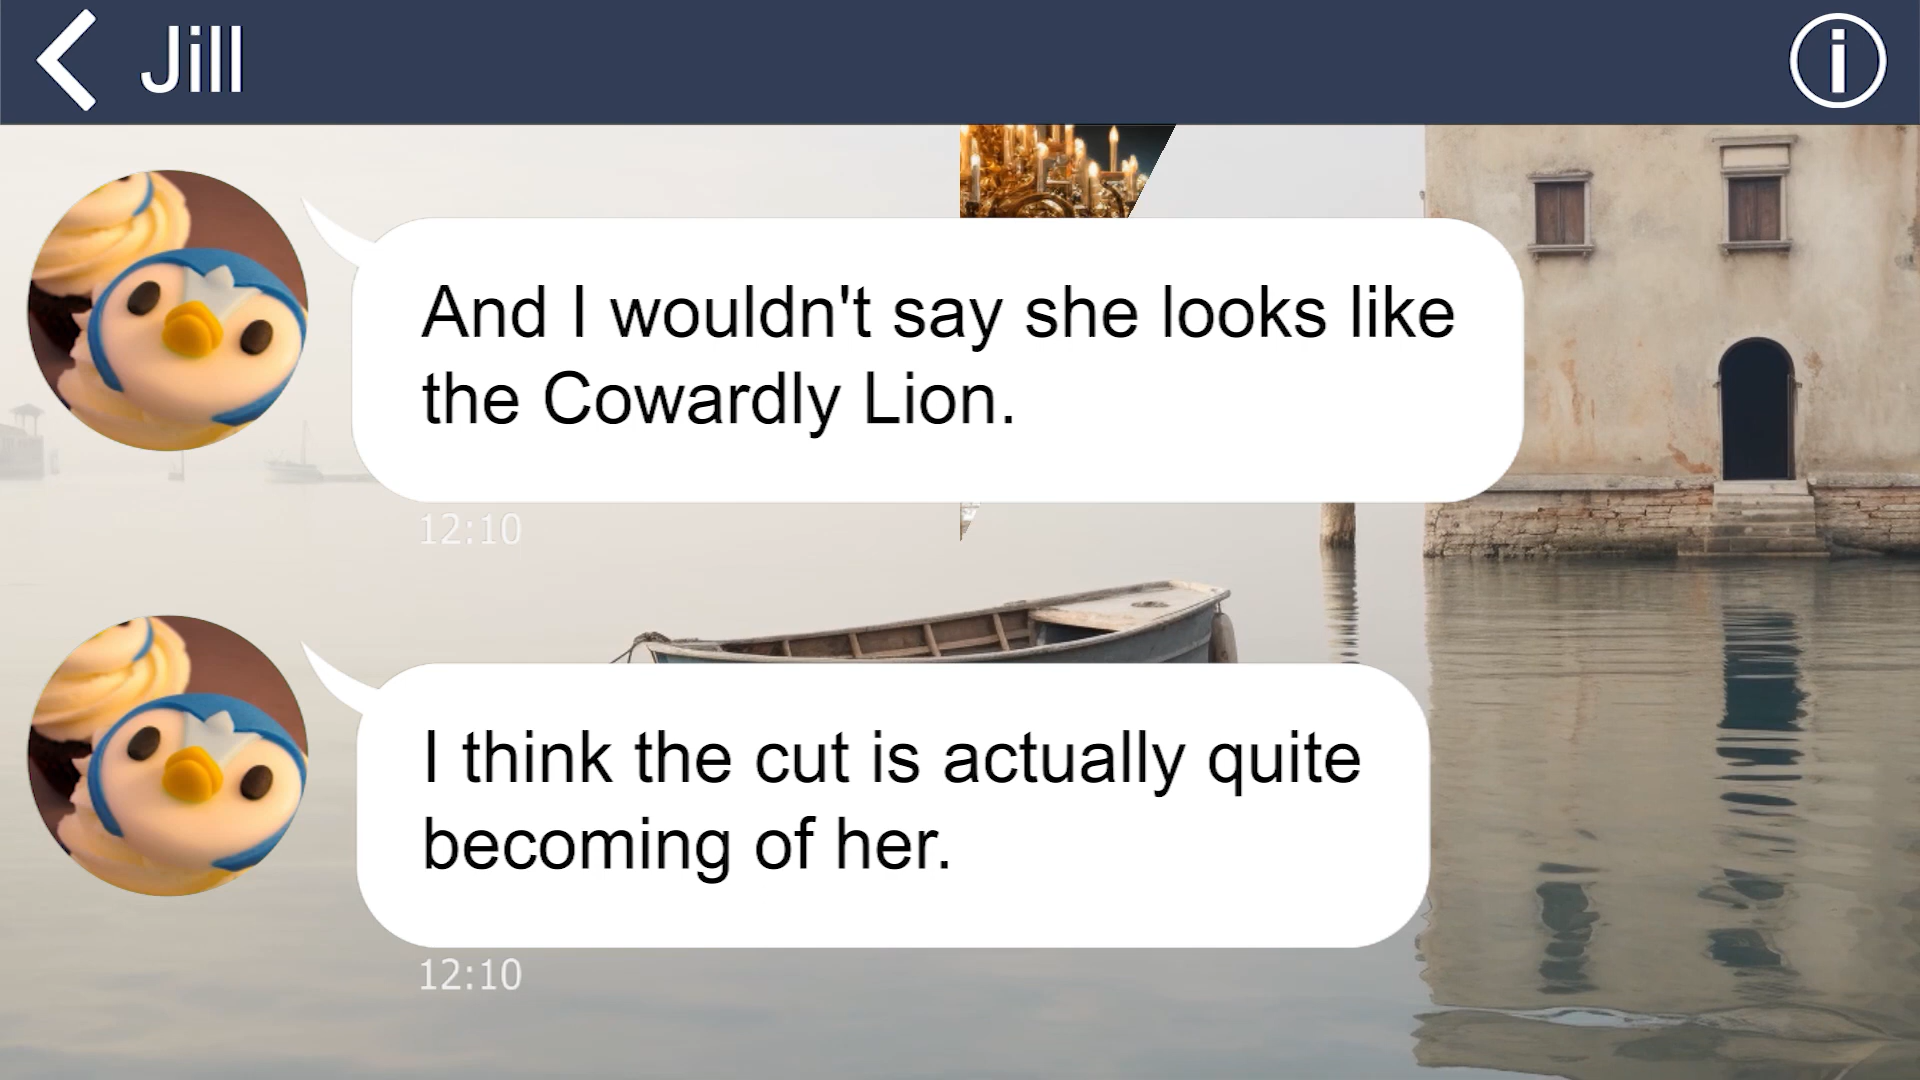 Jill
And I wouldn't say she looks like
the Cowardly Lion.
12:10
I think the cut is actually quite
becoming of her.
12:10